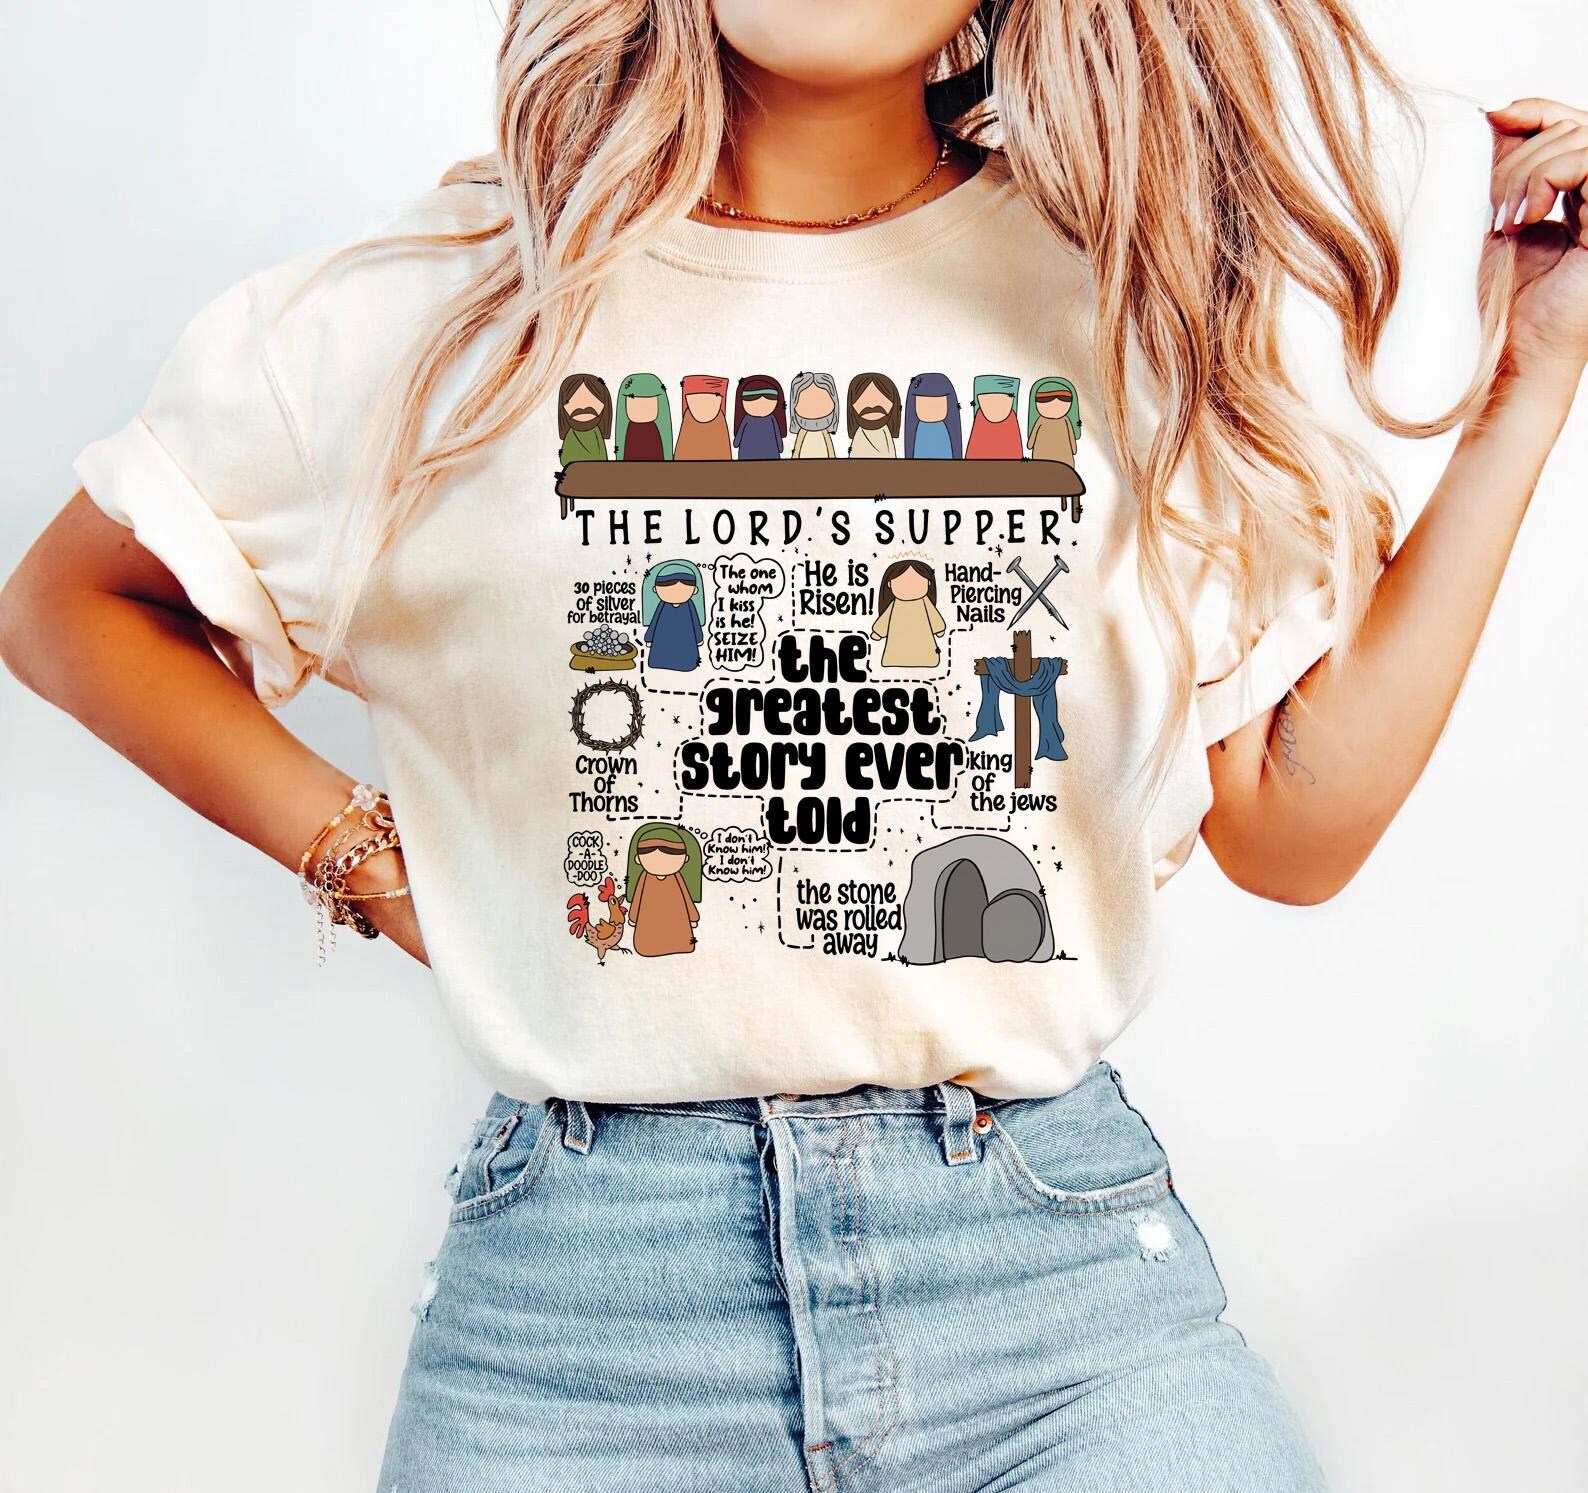 THE LORD'S SUPPER
30 pieces
of silver
for betrayal
The one
whom
I kiss
is he!
SEIZE
HIM!
He is
Risen!
Hand-
Piercing
Nails
the
greatest
story ever
told
Crown
of
Thorns
king
of
the jews
COCK
-A-
DOODLE
-DOO
I don't
Know him!
I don't
Know him!
the stone
was rolled
away